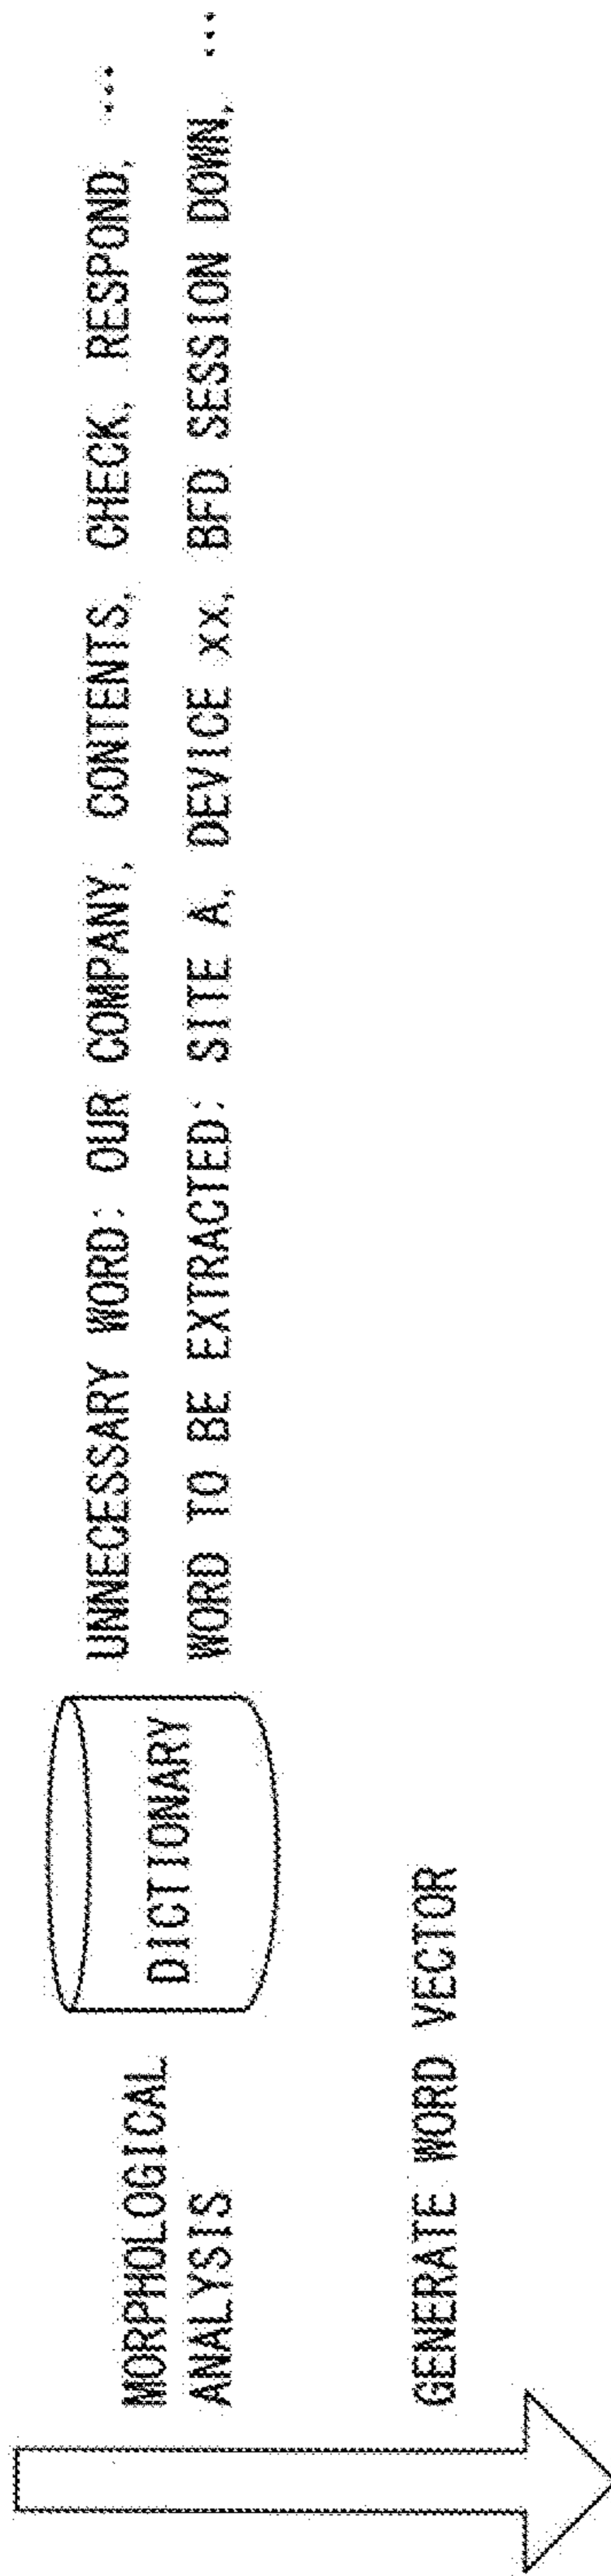 MORPHOLOGICAL
ANALYSIS
DICTIONARY
UNNECESSARY WORD: OUR COMPANY, CONTENTS, CHECK, RESPOND, ...
WORD TO BE EXTRACTED: SITE A, DEVICE xx, BFD SESSION DOWN, ...
GENERATE WORD VECTOR